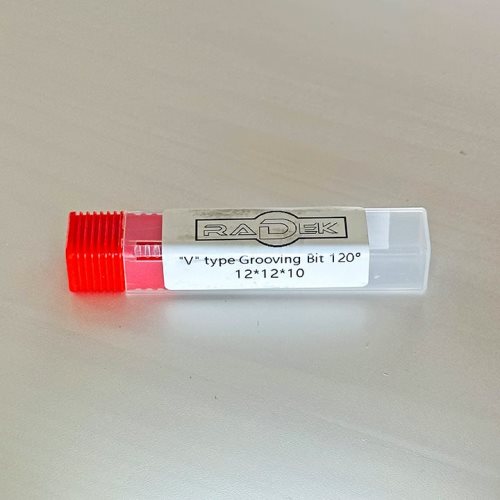 RADEK
"V" type Grooving Bit 120°
12*12*10